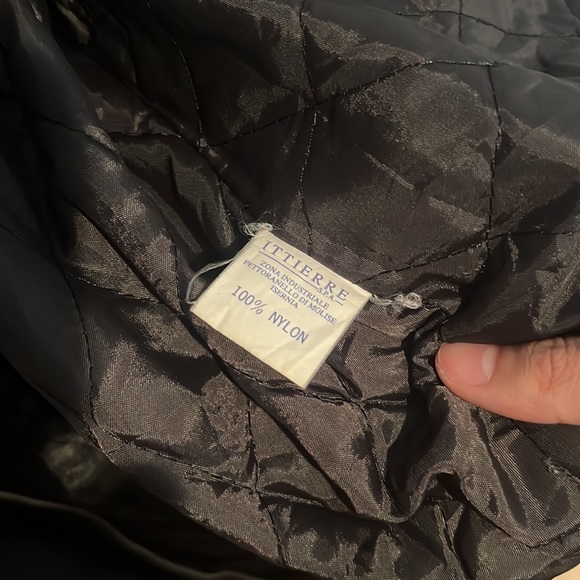 ITTIERRE
S.P.A.
ZONA INDUSTRIALE
PETTORANELLO DI MOLISE
ISERNIA
100% NYLON